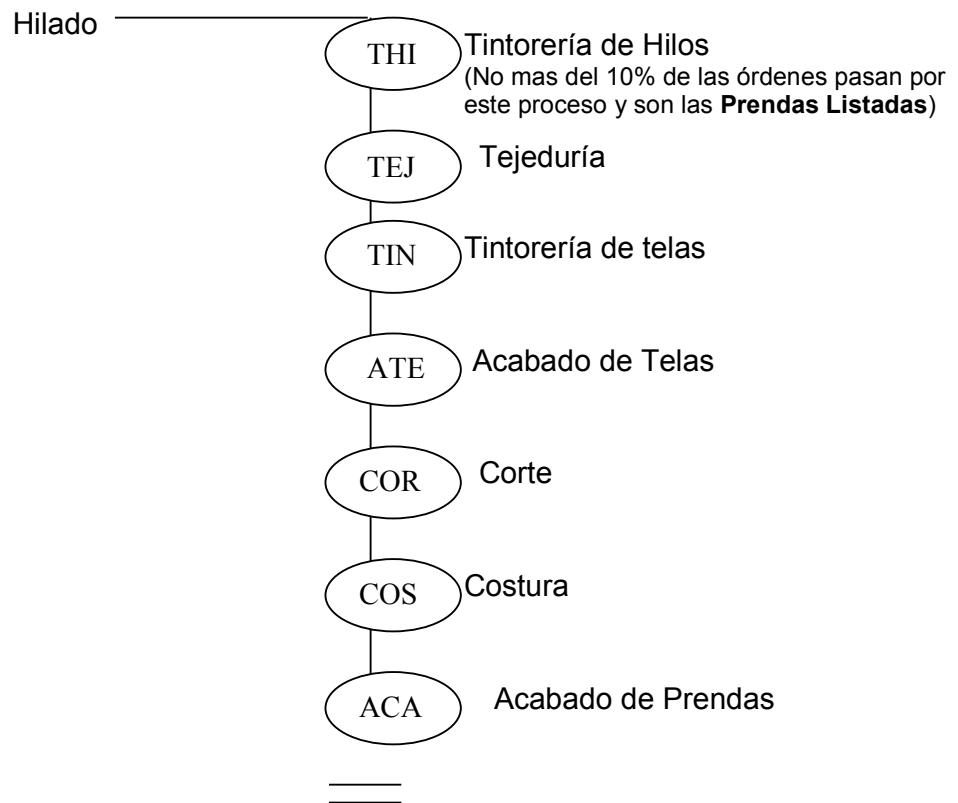 Hilado
THI
Tintorería de Hilos
(No mas del 10% de las órdenes pasan por
este proceso y son las Prendas Listadas)
TEJ
Tejeduría
TIN
Tintorería de telas
ATE
Acabado de Telas
COR
Corte
COS
Costura
ACA
Acabado de Prendas